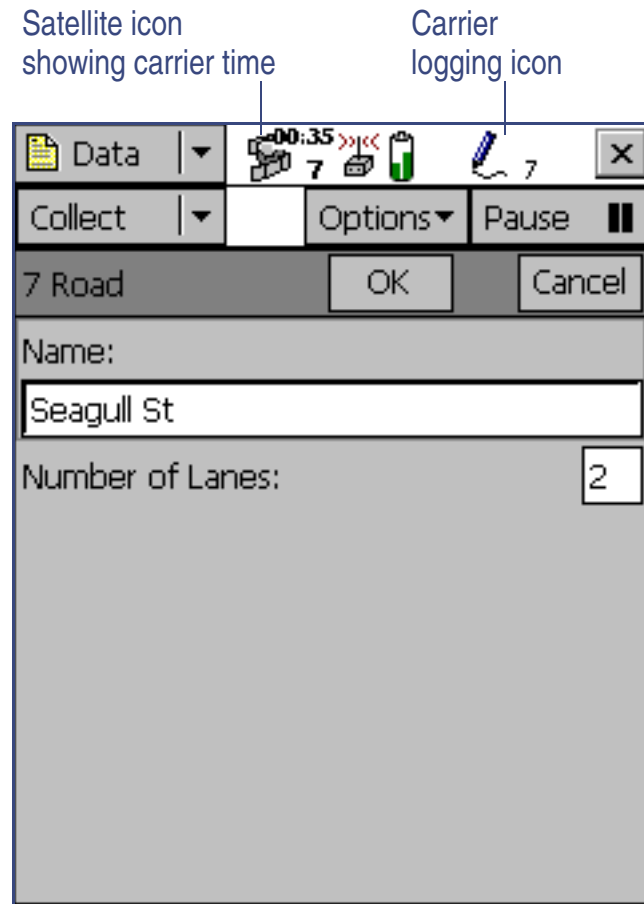 Satellite icon
showing carrier time
Carrier
logging icon
Data
00:35
7
7
Collect
Options
Pause
7 Road
OK
Cancel
Name:
Seagull St
Number of Lanes:
2